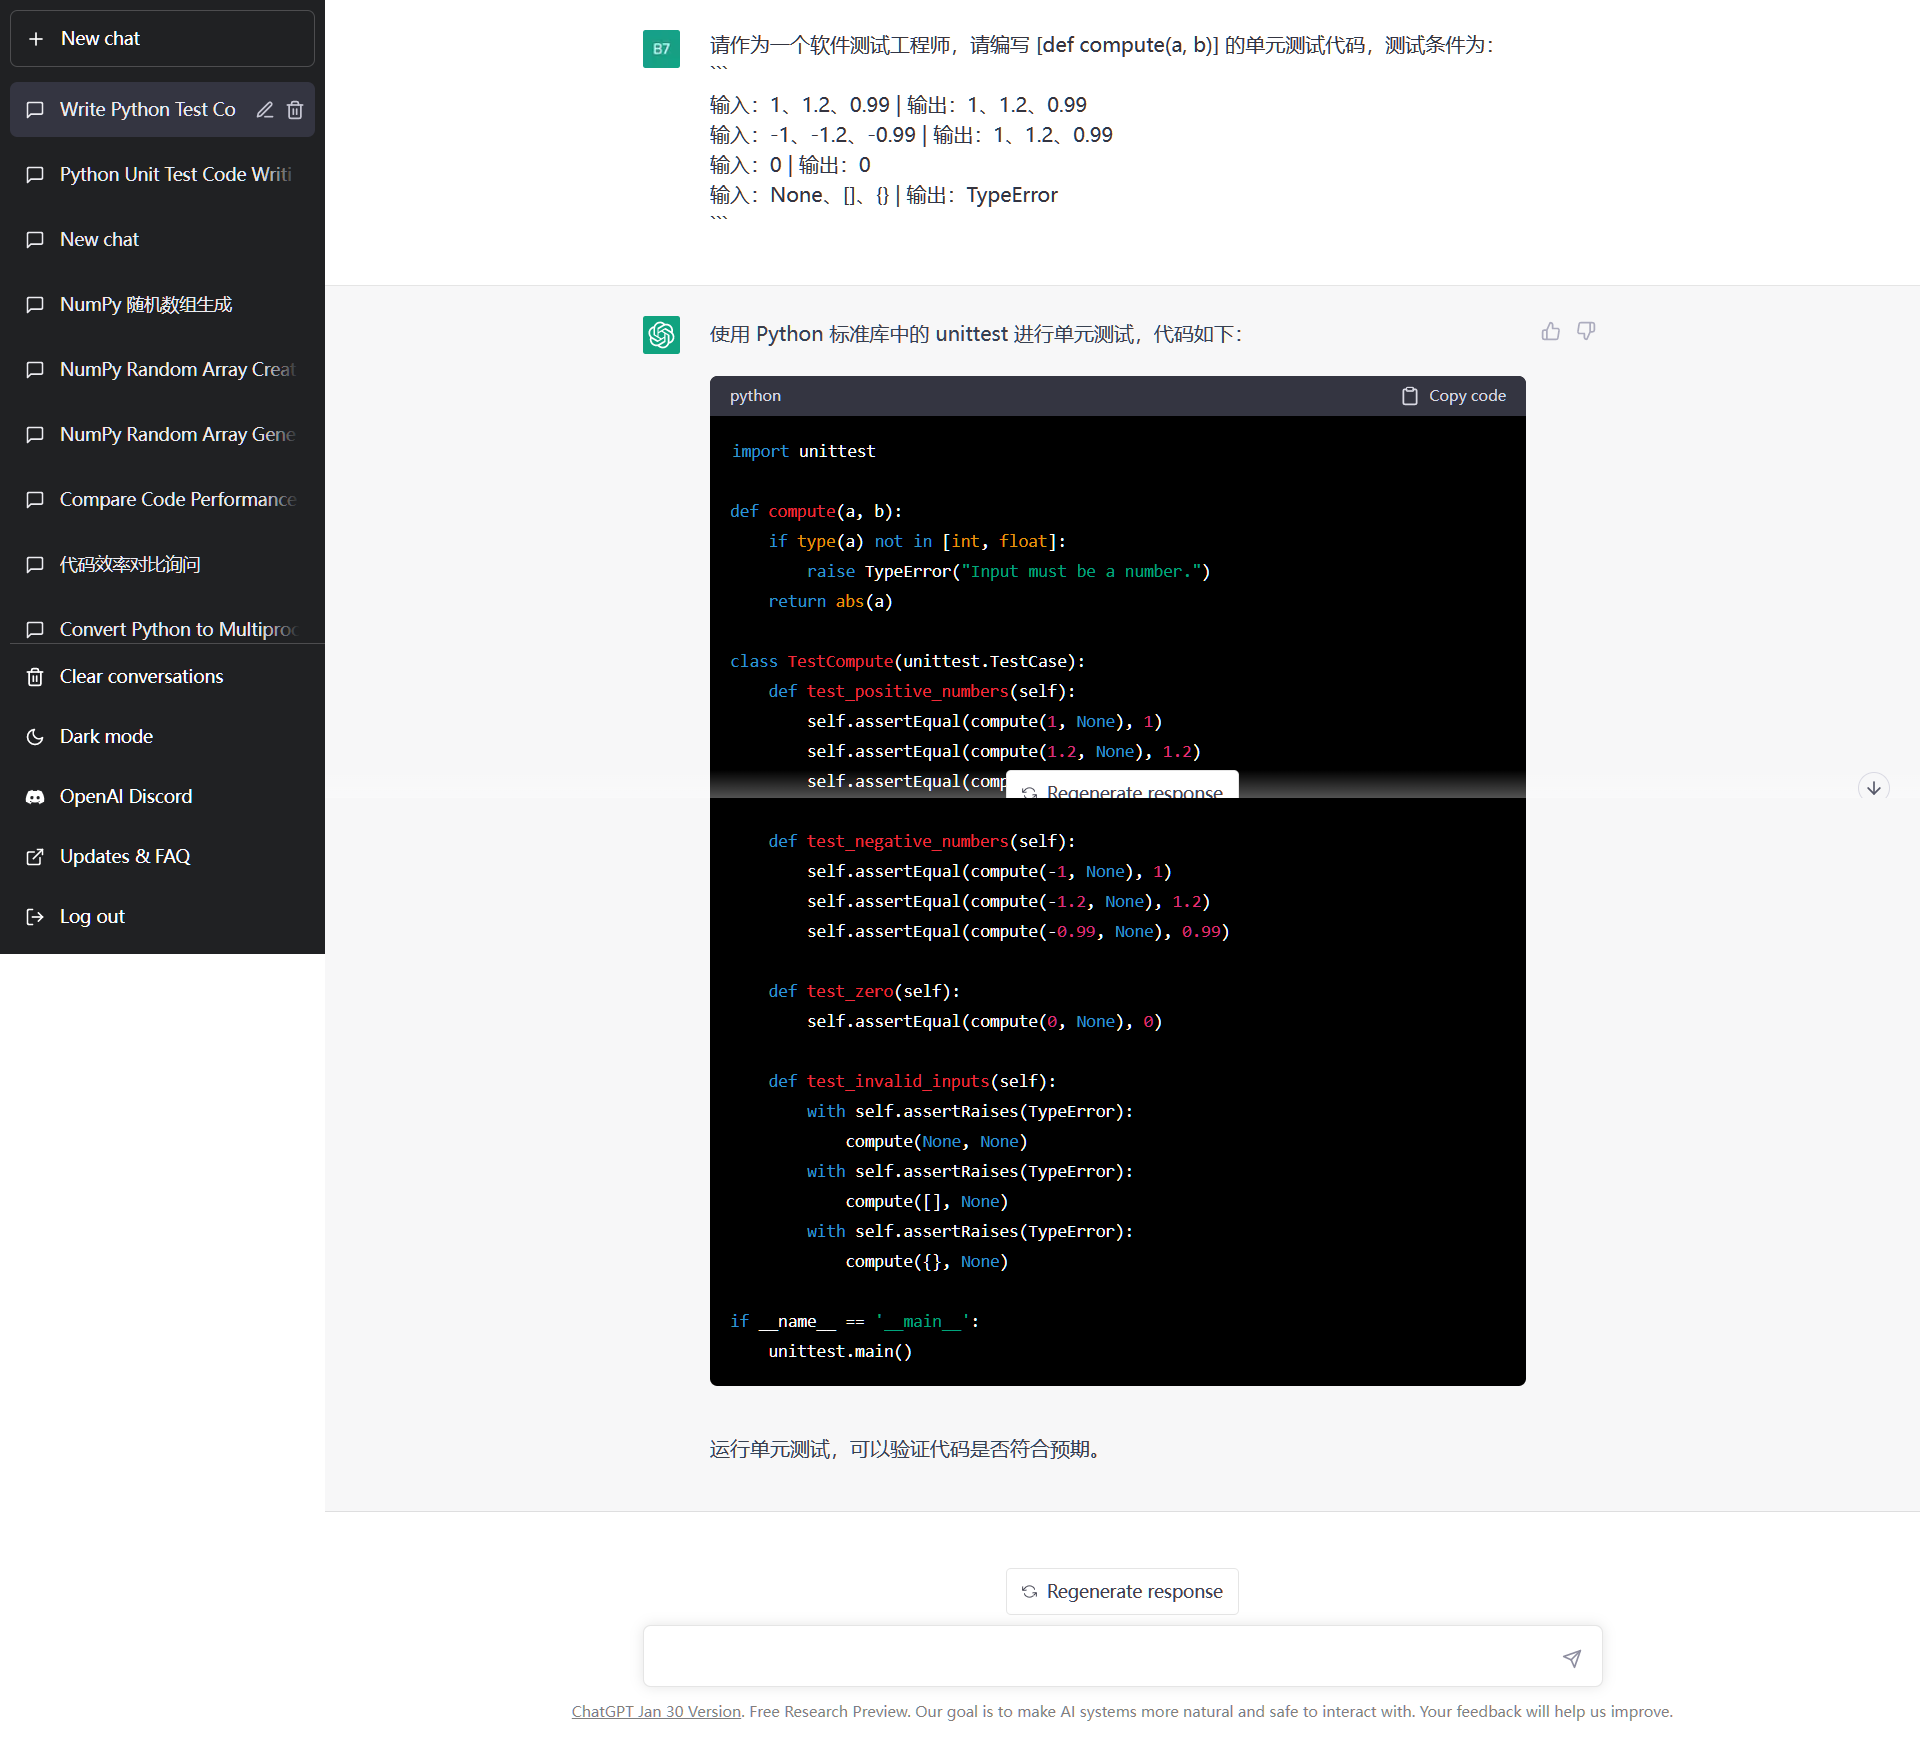 New chat
Write Python Test Co
Python Unit Test Code Writi
New chat
NumPy 随机数组生成
NumPy Random Array Creat
NumPy Random Array Gene
Compare Code Performance
代码效率对比询问
Convert Python to Multiproc
Clear conversations
Dark mode
OpenAI Discord
Updates & FAQ
Log out
B7
请作为一个软件测试工程师，请编写 [def compute(a, b)] 的单元测试代码，测试条件为：
```
输入：1、1.2、0.99 | 输出：1、1.2、0.99
输入：-1、-1.2、-0.99 | 输出：1、1.2、0.99
输入：0 | 输出：0
输入：None、[]、{} | 输出：TypeError
```
使用 Python 标准库中的 unittest 进行单元测试，代码如下：
python
Copy code
import unittest
def compute(a, b):
    if type(a) not in [int, float]:
        raise TypeError("Input must be a number.")
    return abs(a)
class TestCompute(unittest.TestCase):
    def test_positive_numbers(self):
        self.assertEqual(compute(1, None), 1)
        self.assertEqual(compute(1.2, None), 1.2)
        self.assertEqual(comp
Regenerate response
    def test_negative_numbers(self):
        self.assertEqual(compute(-1, None), 1)
        self.assertEqual(compute(-1.2, None), 1.2)
        self.assertEqual(compute(-0.99, None), 0.99)
    def test_zero(self):
        self.assertEqual(compute(0, None), 0)
    def test_invalid_inputs(self):
        with self.assertRaises(TypeError):
            compute(None, None)
        with self.assertRaises(TypeError):
            compute([], None)
        with self.assertRaises(TypeError):
            compute({}, None)
if __name__ == '__main__':
    unittest.main()
运行单元测试，可以验证代码是否符合预期。
Regenerate response
ChatGPT Jan 30 Version. Free Research Preview. Our goal is to make AI systems more natural and safe to interact with. Your feedback will help us improve.